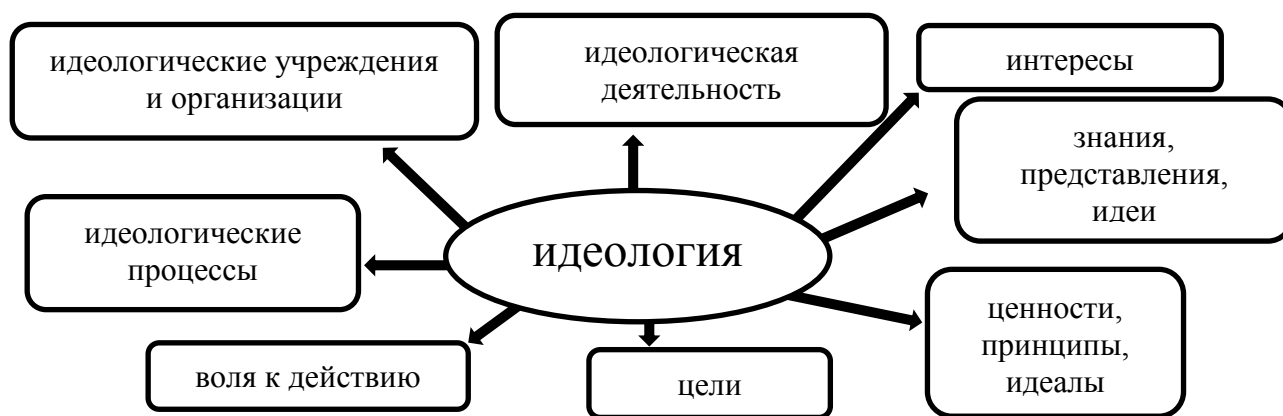 идеологические учреждения
и организации
идеологическая
деятельность
интересы
знания,
представления,
идеи
идеологические
процессы
идеология
ценности,
принципы,
идеалы
воля к действию
цели